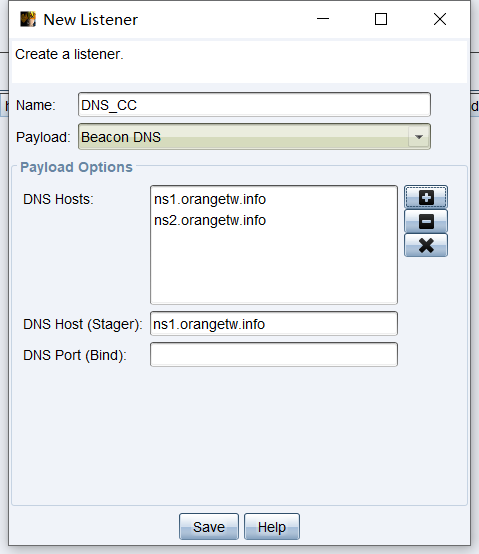 New Listener
Create a listener.
Name: DNS_CC
Payload: Beacon DNS
Payload Options
DNS Hosts: ns1.orangetw.info
ns2.orangetw.info
DNS Host (Stager): ns1.orangetw.info
DNS Port (Bind):
Save Help